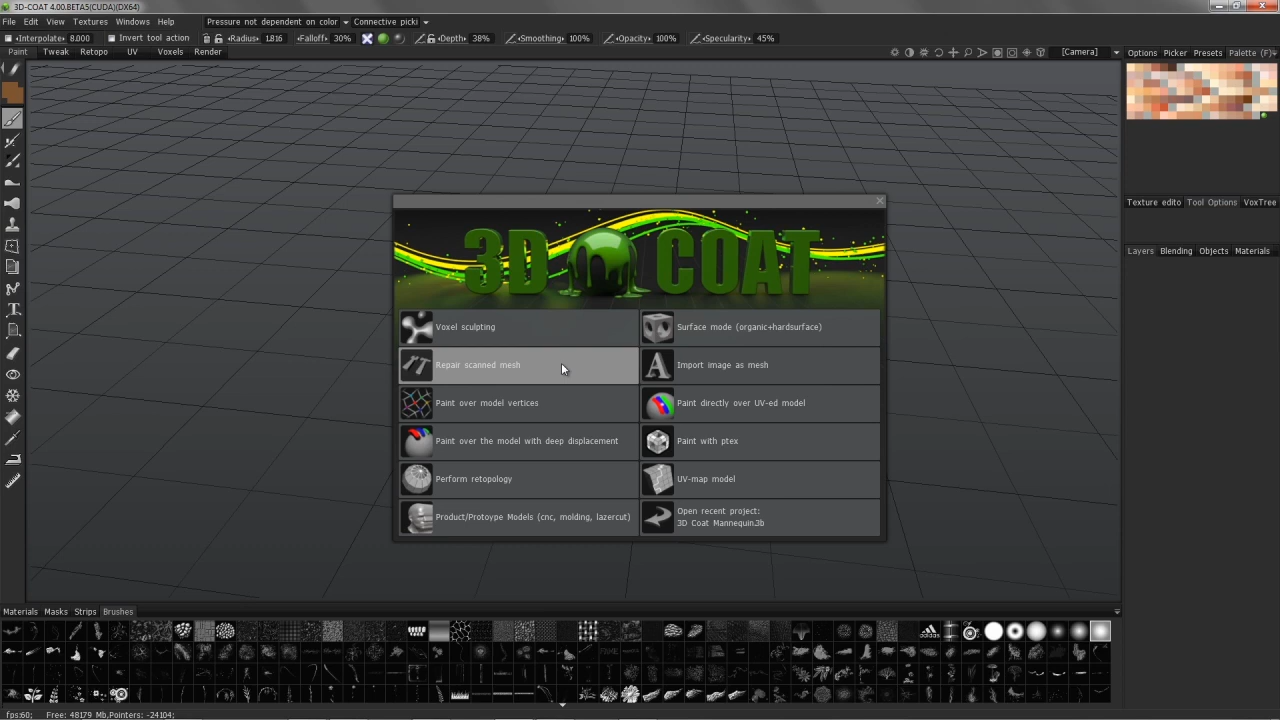 3D-COAT 4.00.BETA5(CUDA)(DX64)
File Edit View Textures Windows Help Pressure not dependent on color Connective picki
Interpolate: 8.000 Invert tool action Radius: 1.816 Falloff: 30% Depth: 38% Smoothing: 100% Opacity: 100% Specularity: 45%
Paint Tweak Retopo UV Voxels Render [Camera] Options Picker Presets Palette (F)
Texture edito Tool Options VoxTree
Layers Blending Objects Materials
3D COAT
Voxel sculpting
Surface mode (organic+hardsurface)
Repair scanned mesh
Import image as mesh
Paint over model vertices
Paint directly over UV-ed model
Paint over the model with deep displacement
Paint with ptex
Perform retopology
UV-map model
Product/Protoype Models (cnc, molding, lazercut)
Open recent project:
3D Coat Mannequin.3b
Materials Masks Strips Brushes
adidas
fps:60; Free: 48179 Mb,Pointers: -24104;